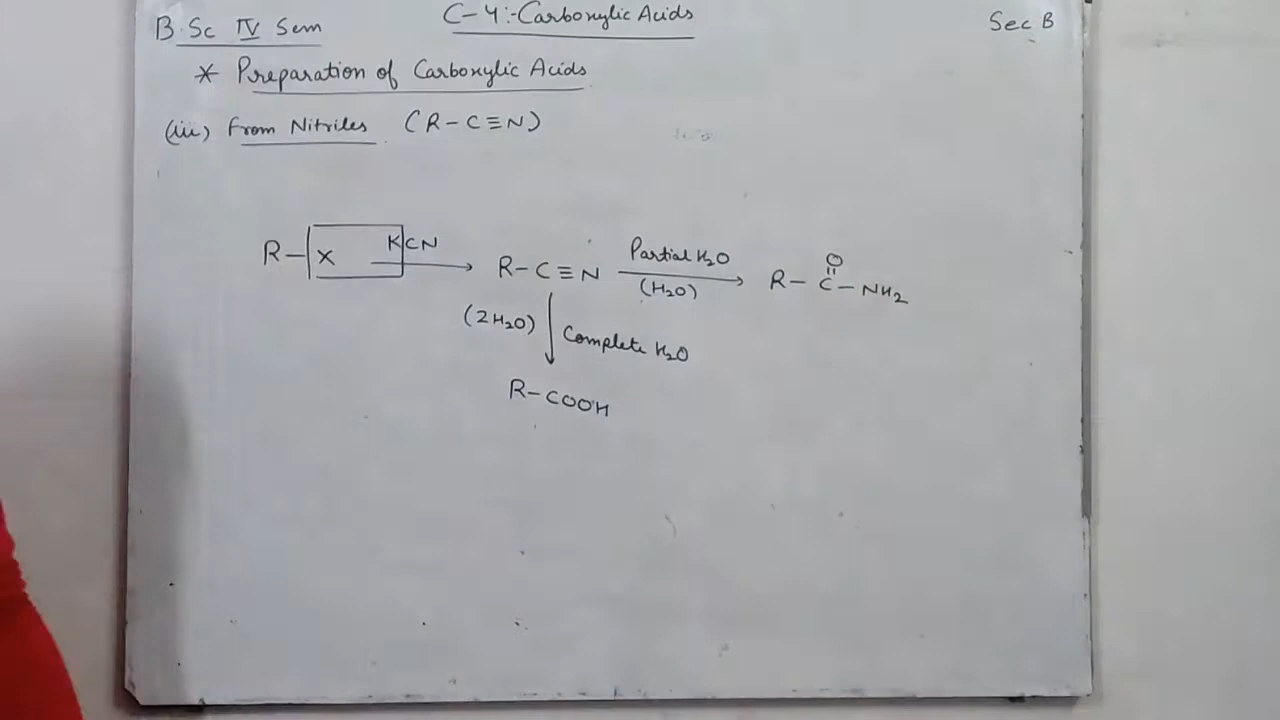 B.Sc IV Sem
C-4:-Carboxylic Acids
Sec B
* Preparation of Carboxylic Acids
(iii) From Nitriles (R-C≡N)
R-X KCN → R-C≡N Partial H₂O (H₂O) → R-C(=O)-NH₂
(2H₂O) ↓ Complete H₂O
R-COOH